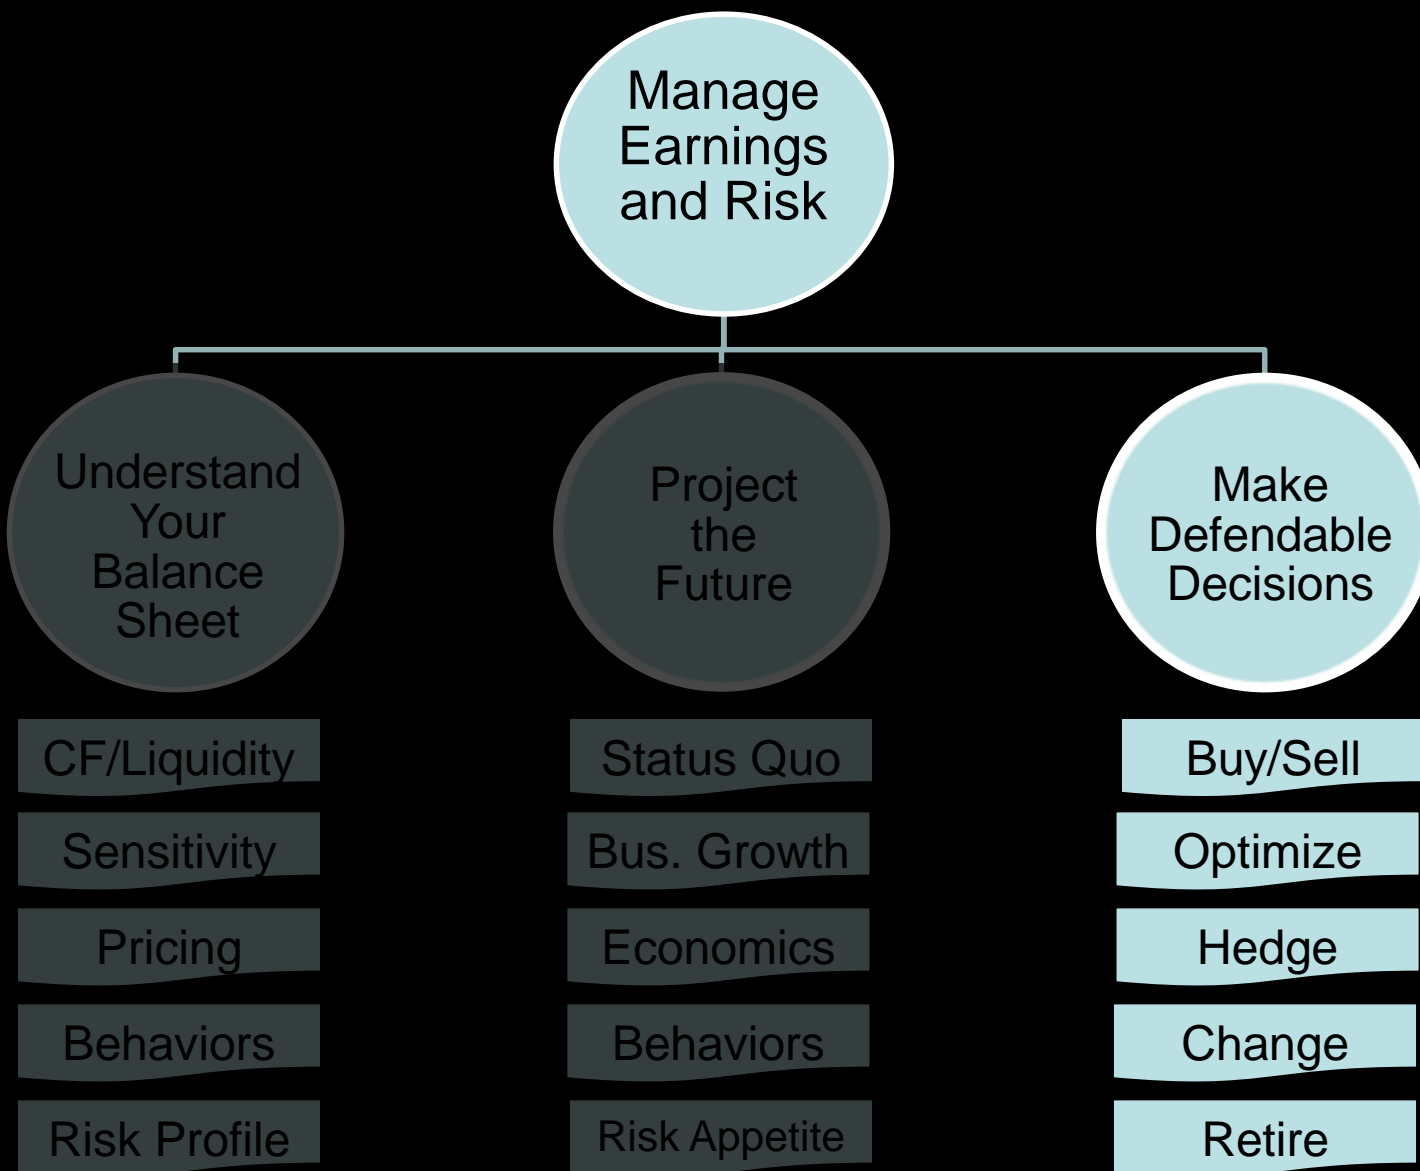 Manage
Earnings
and Risk
Understand
Your
Balance
Sheet
Project
the
Future
Make
Defendable
Decisions
CF/Liquidity
Sensitivity
Pricing
Behaviors
Risk Profile
Status Quo
Bus. Growth
Economics
Behaviors
Risk Appetite
Buy/Sell
Optimize
Hedge
Change
Retire